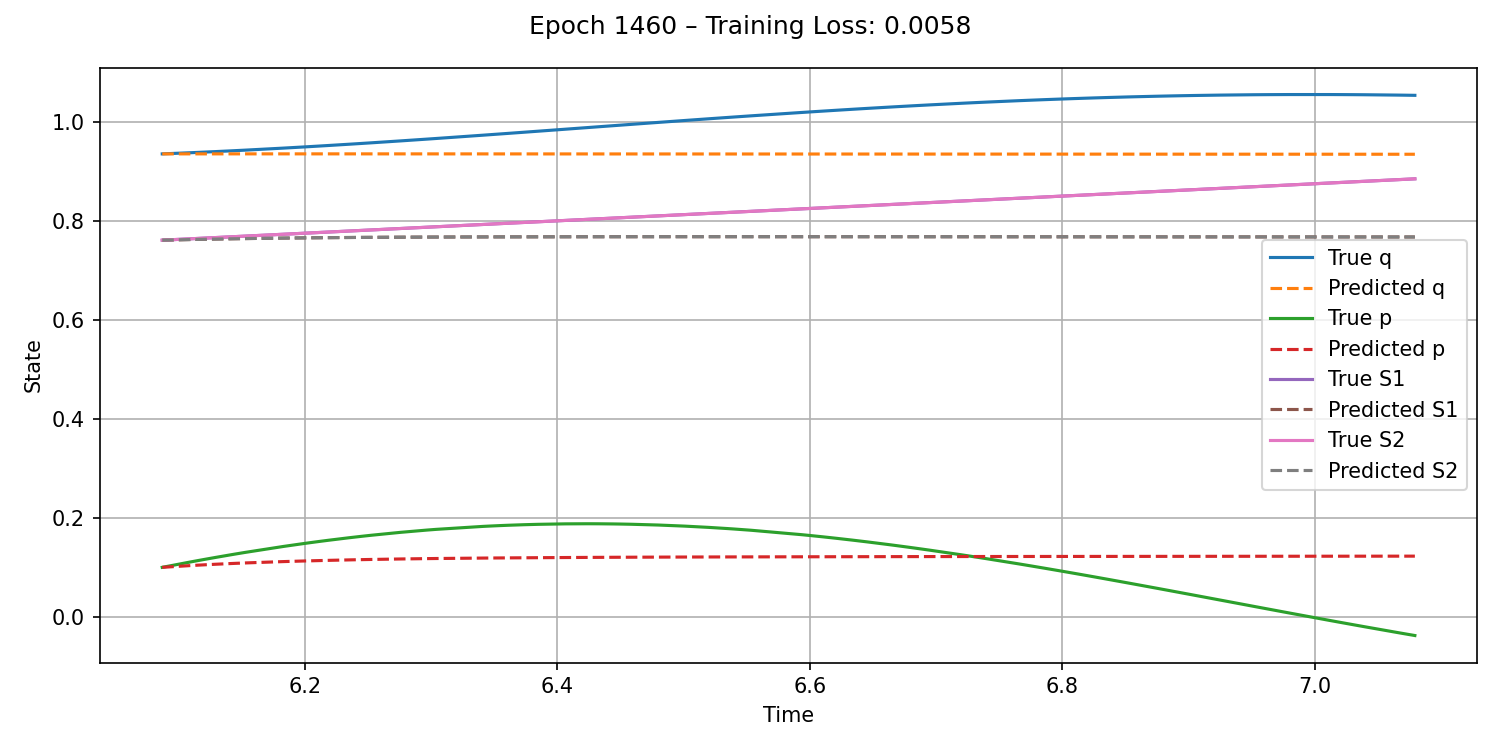 Epoch 1460 – Training Loss: 0.0058
1.0
0.8
0.6
0.4
0.2
0.0
State
True q
Predicted q
True p
Predicted p
True S1
Predicted S1
True S2
Predicted S2
6.2 6.4 6.6 6.8 7.0
Time